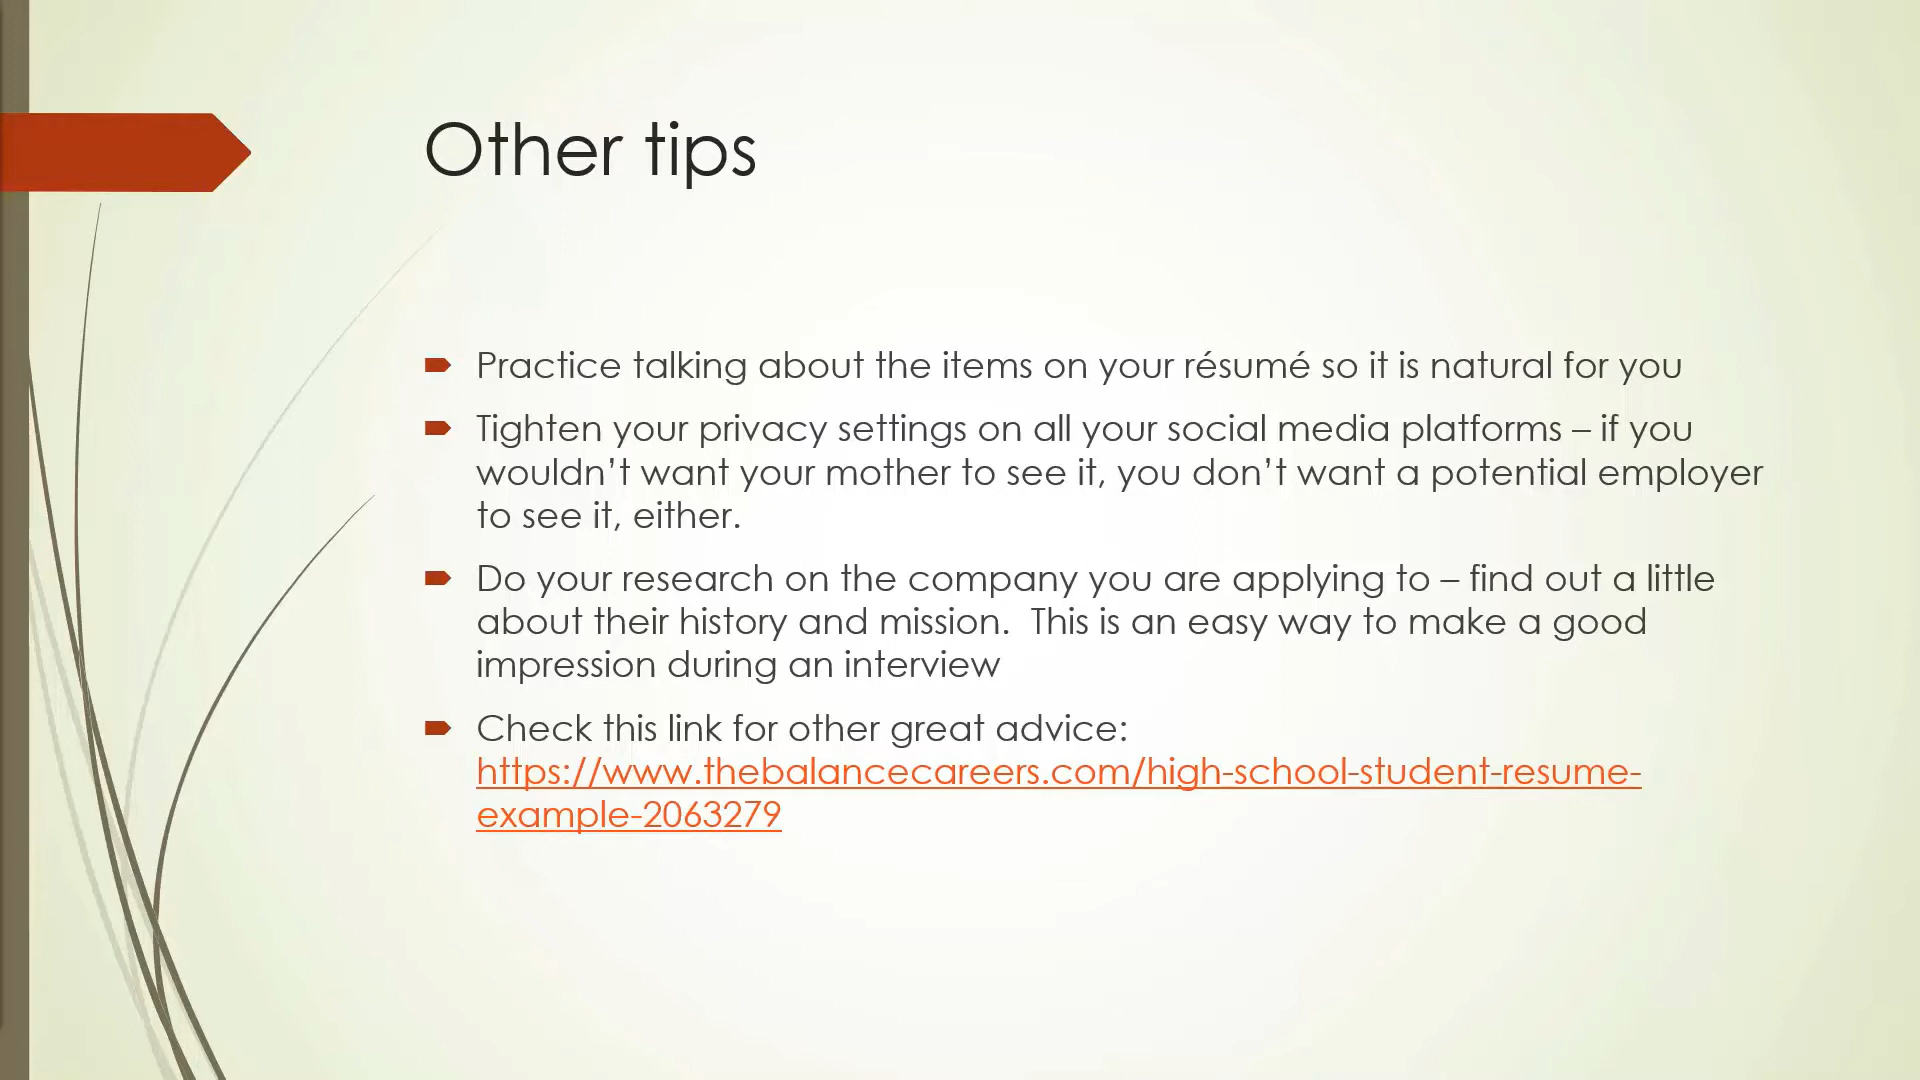 Other tips
Practice talking about the items on your résumé so it is natural for you
Tighten your privacy settings on all your social media platforms – if you
wouldn’t want your mother to see it, you don’t want a potential employer
to see it, either.
Do your research on the company you are applying to – find out a little
about their history and mission.  This is an easy way to make a good
impression during an interview
Check this link for other great advice:
https://www.thebalancecareers.com/high-school-student-resume-
example-2063279